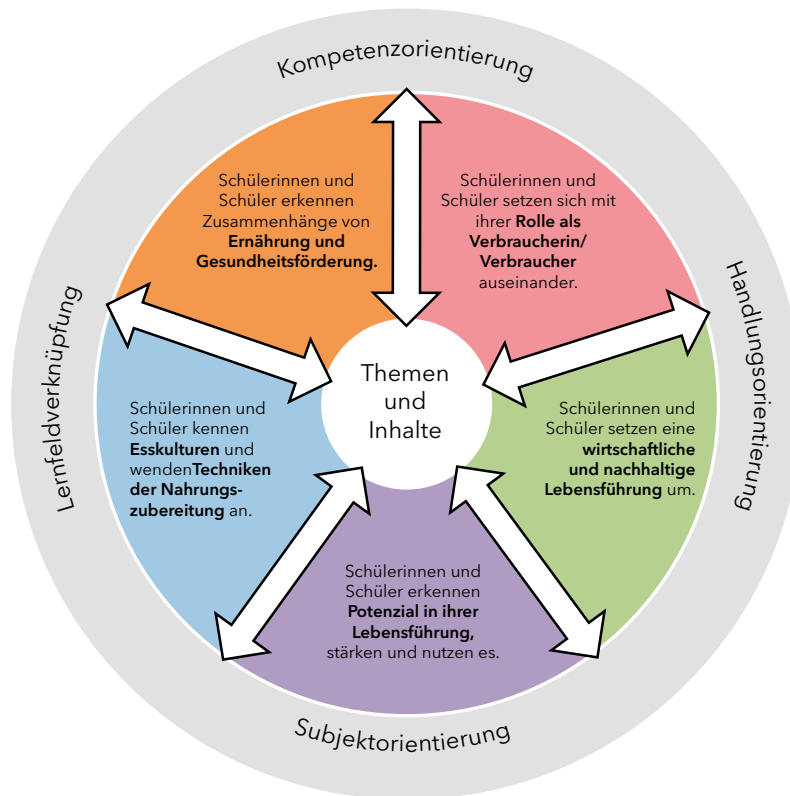 Kompetenzorientierung
Schülerinnen und
Schüler erkennen
Zusammenhänge von
Ernährung und
Gesundheitsförderung.
Schülerinnen und
Schüler setzen sich mit
ihrer Rolle als
Verbraucherin/
Verbraucher
auseinander.
Handlungsorientierung
Lernfeldverknüpfung
Themen
und
Inhalte
Schülerinnen und
Schüler kennen
Esskulturen und
wendenTechniken
der Nahrungs-
zubereitung an.
Schülerinnen und
Schüler setzen eine
wirtschaftliche
und nachhaltige
Lebensführung um.
Schülerinnen und
Schüler erkennen
Potenzial in ihrer
Lebensführung,
stärken und nutzen es.
Subjektorientierung